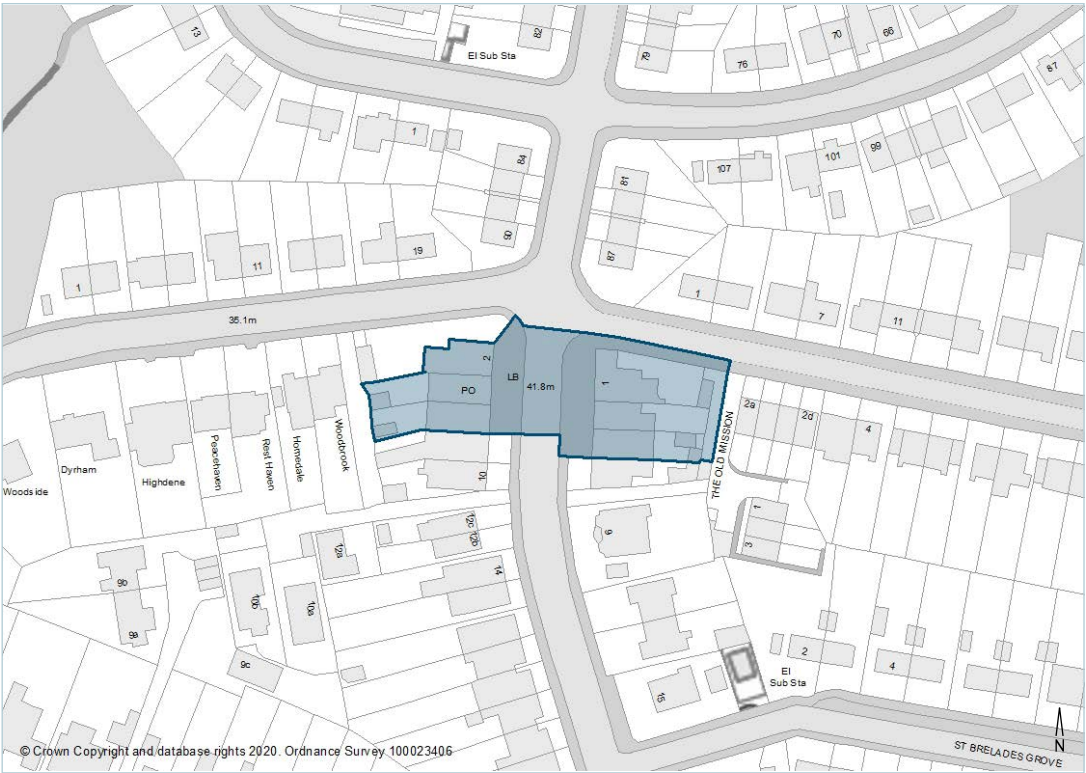 13
El Sub Sta
82
79
76
70
66
87
1
84
90
81
87
107
101
99
1
11
19
1
7
11
36.1m
2
PO
LB
41.8m
1
2a
2d
4
THE OLD MISSION
Woodside
Dyrham
Highdene
Peacehaven
Rest Haven
Homedale
Woodbrook
10
12c
12b
12a
14
9
1
3
9b
9a
10b
10a
9c
15
El
Sub Sta
2
4
N
ST BRELADES GROVE
© Crown Copyright and database rights 2020. Ordnance Survey 100023406